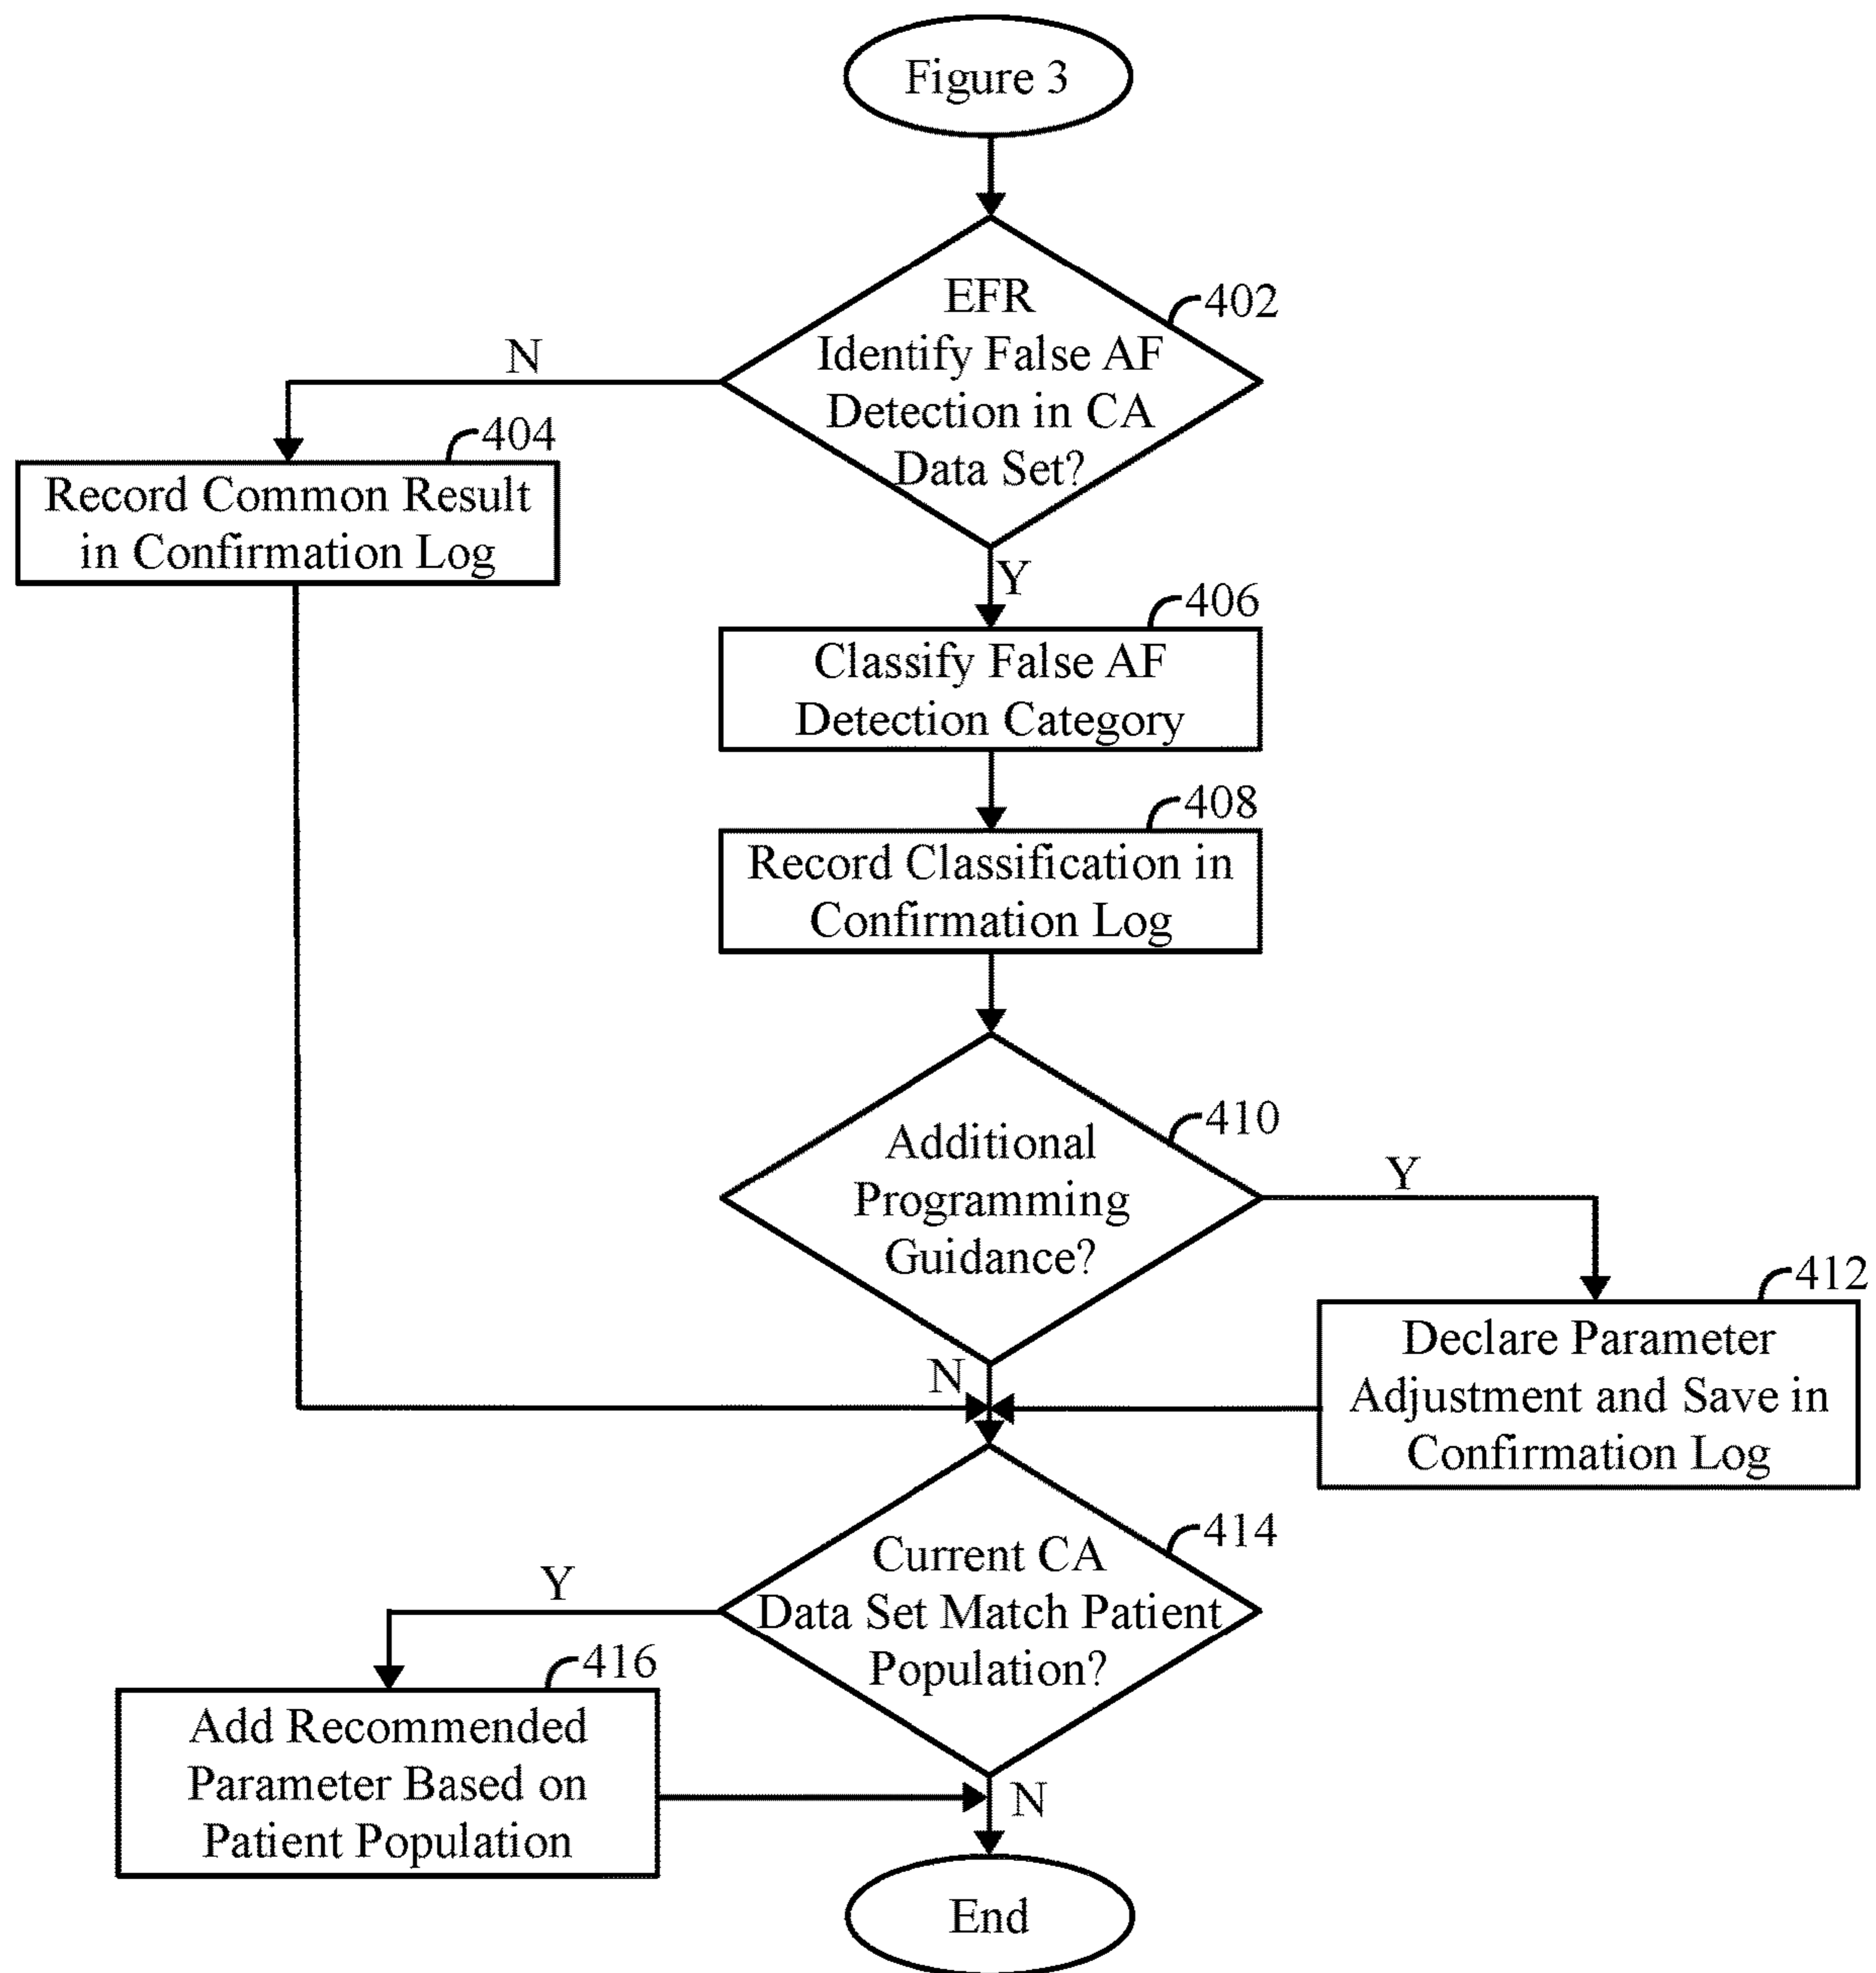 Figure 3
EFR
Identify False AF
Detection in CA
Data Set?
402
N
404
Record Common Result
in Confirmation Log
Y
406
Classify False AF
Detection Category
408
Record Classification in
Confirmation Log
410
Additional
Programming
Guidance?
Y
412
Declare Parameter
Adjustment and Save in
Confirmation Log
N
414
Current CA
Data Set Match Patient
Population?
Y
416
Add Recommended
Parameter Based on
Patient Population
N
End